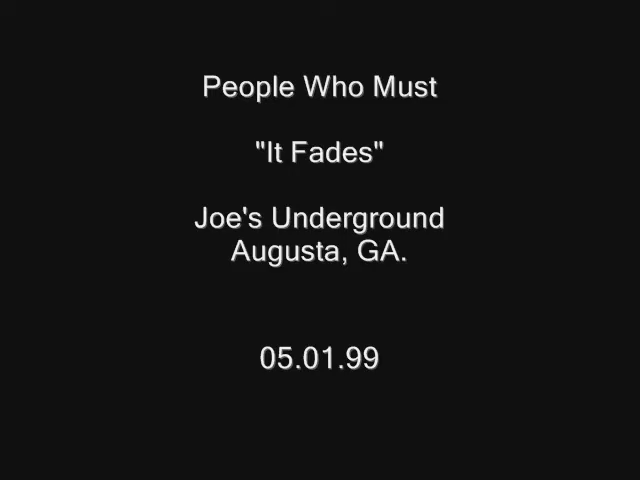 People Who Must
"It Fades"
Joe's Underground
Augusta, GA.
05.01.99